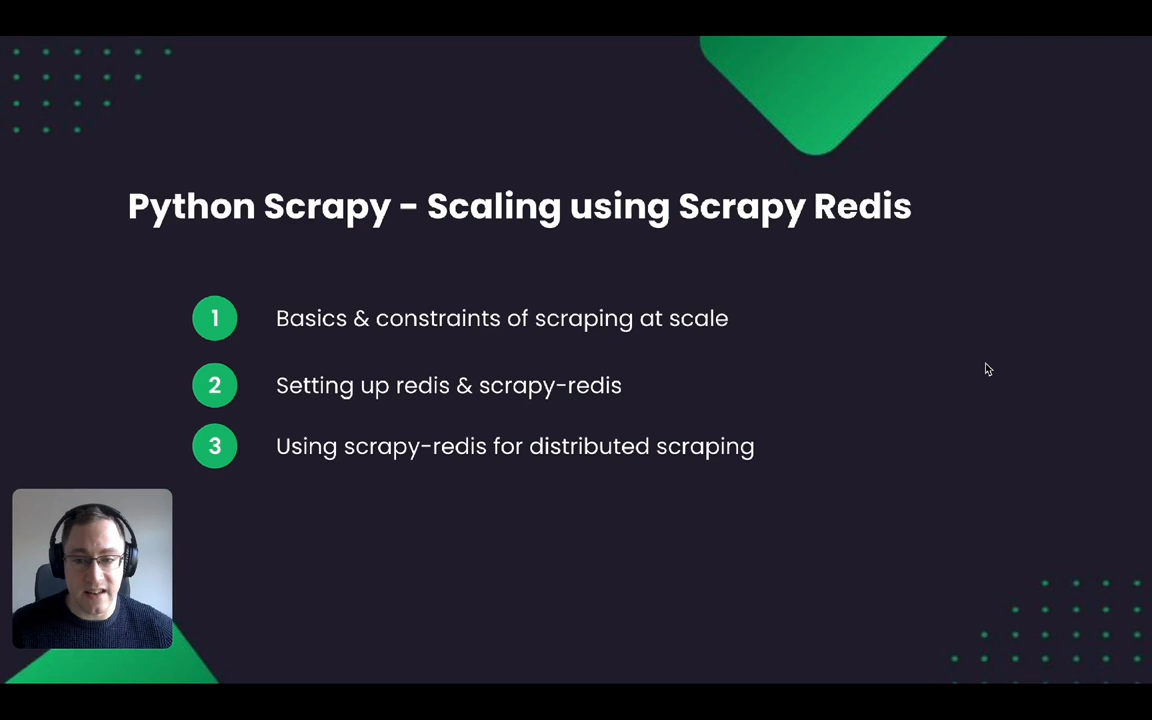 Python Scrapy - Scaling using Scrapy Redis
1 Basics & constraints of scraping at scale
2 Setting up redis & scrapy-redis
3 Using scrapy-redis for distributed scraping